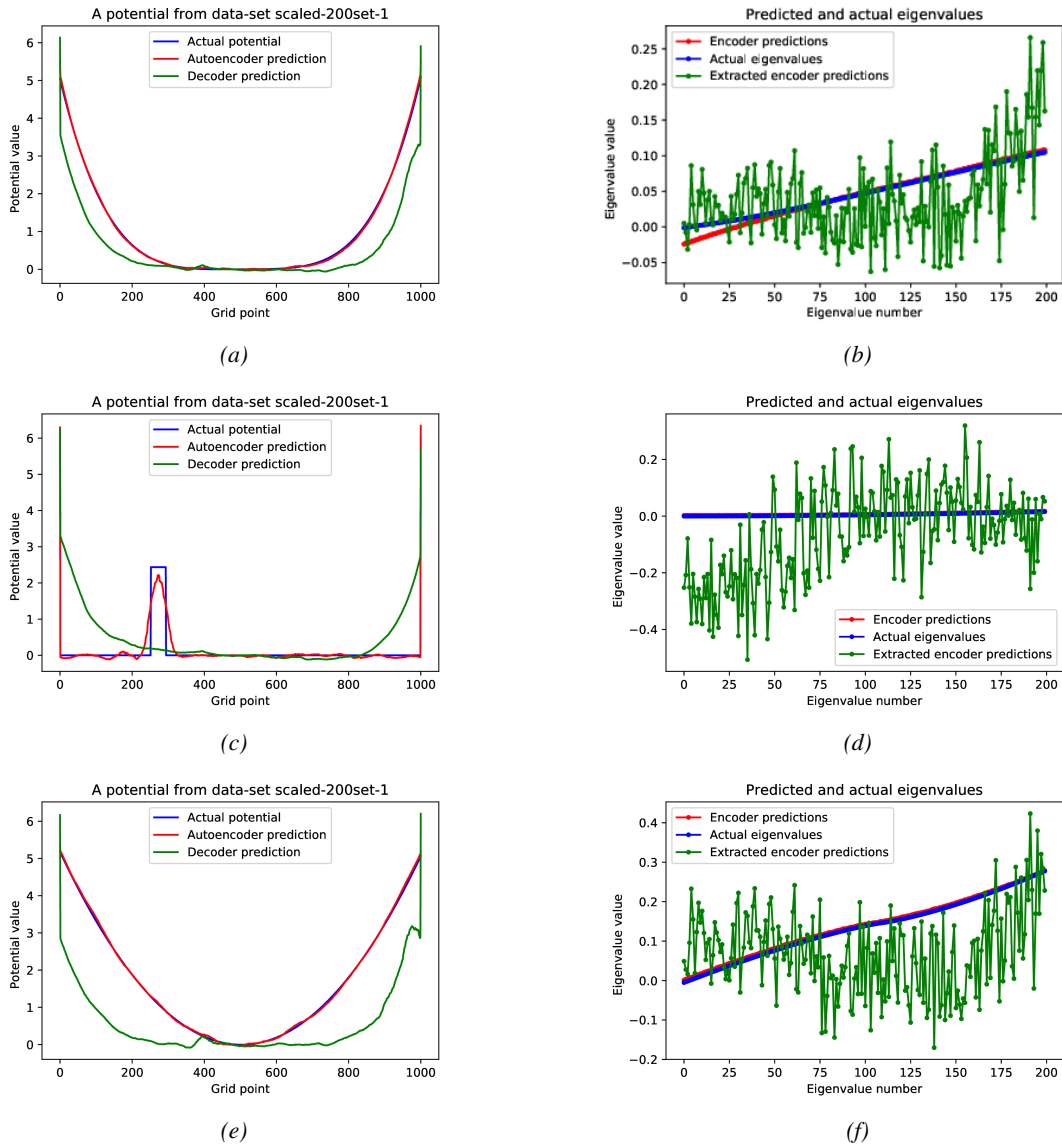 A potential from data-set scaled-200set-1
Actual potential
Autoencoder prediction
Decoder prediction
Potential value
6
5
4
3
2
1
0
0 200 400 600 800 1000
Grid point
(a)
Predicted and actual eigenvalues
Encoder predictions
Actual eigenvalues
Extracted encoder predictions
Eigenvalue value
0.25
0.20
0.15
0.10
0.05
0.00
−0.05
0 25 50 75 100 125 150 175 200
Eigenvalue number
(b)
A potential from data-set scaled-200set-1
Actual potential
Autoencoder prediction
Decoder prediction
Potential value
6
5
4
3
2
1
0
0 200 400 600 800 1000
Grid point
(c)
Predicted and actual eigenvalues
Eigenvalue value
0.2
0.0
−0.2
−0.4
Encoder predictions
Actual eigenvalues
Extracted encoder predictions
0 25 50 75 100 125 150 175 200
Eigenvalue number
(d)
A potential from data-set scaled-200set-1
Actual potential
Autoencoder prediction
Decoder prediction
Potential value
6
5
4
3
2
1
0
0 200 400 600 800 1000
Grid point
(e)
Predicted and actual eigenvalues
Encoder predictions
Actual eigenvalues
Extracted encoder predictions
Eigenvalue value
0.4
0.3
0.2
0.1
0.0
−0.1
−0.2
0 25 50 75 100 125 150 175 200
Eigenvalue number
(f)